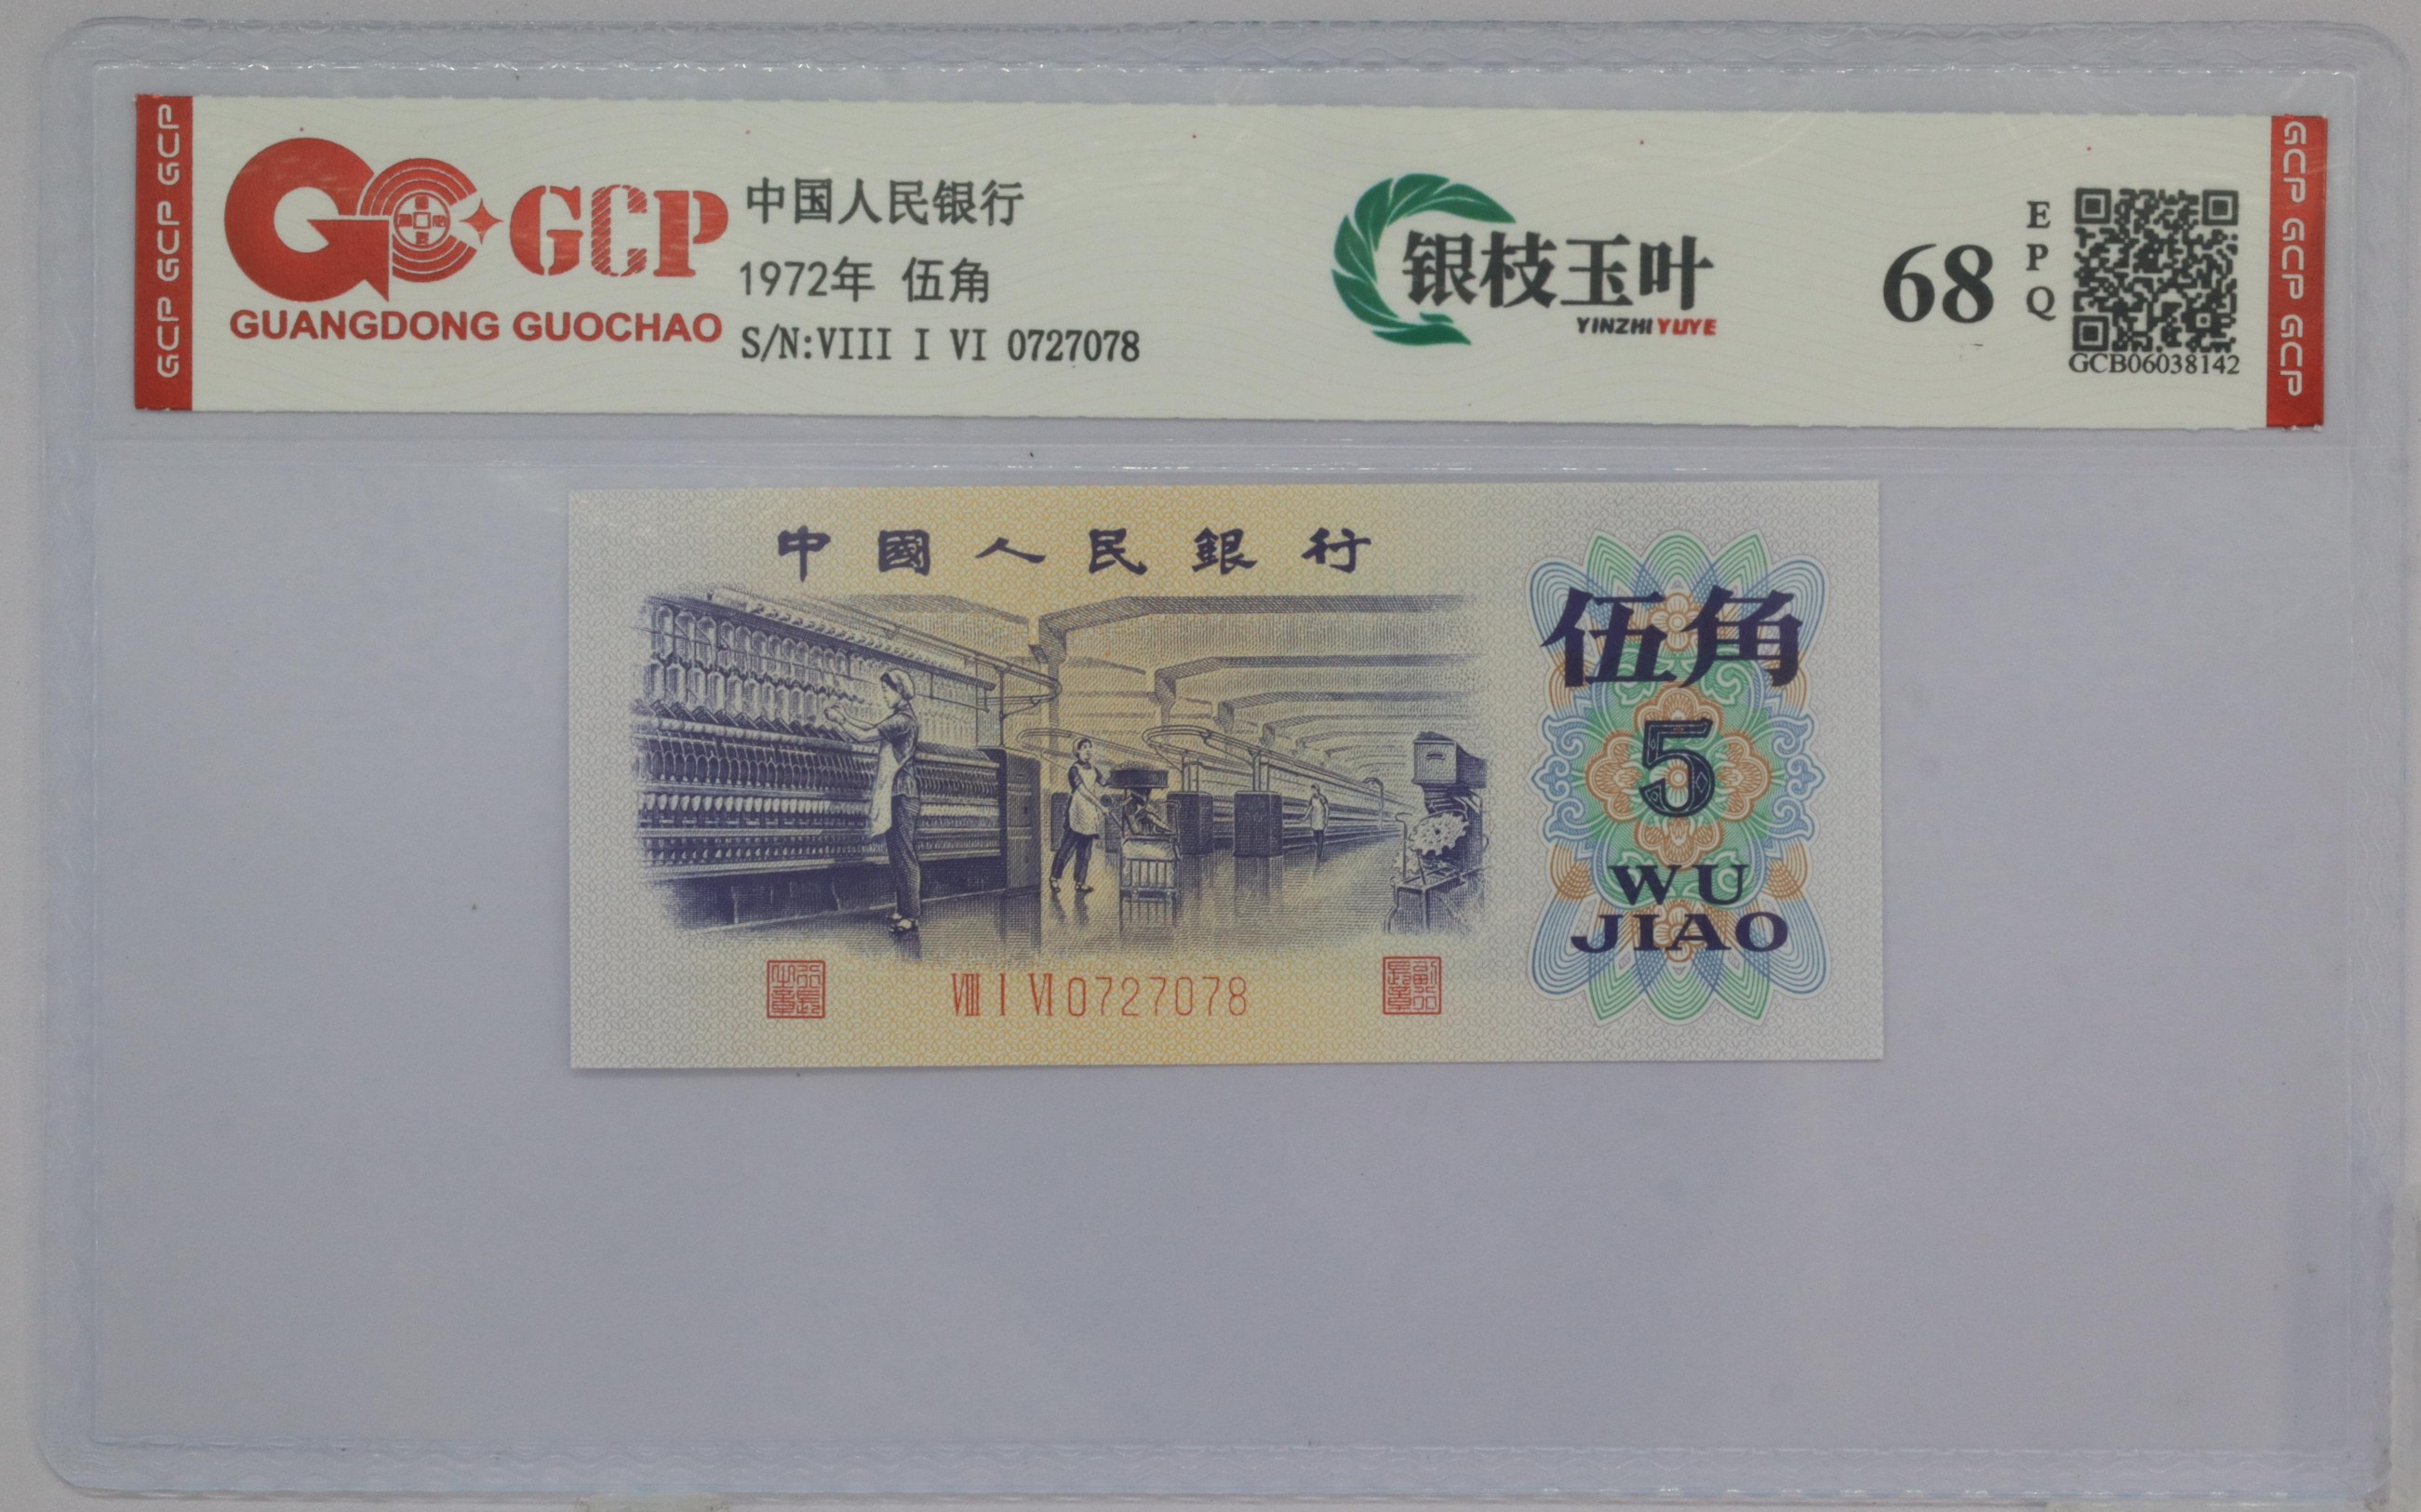 GCP GCP GCP
GCP
GUANGDONG GUOCHAO
中国人民银行
1972年 伍角
S/N:VIII I VI 0727078
银枝玉叶
YINZHI YUYE
68
EPQ
GCB06038142
GCP GCP GCP
中國人民銀行
伍角
5
WU
JIAO
Ⅷ Ⅰ Ⅵ 0727078